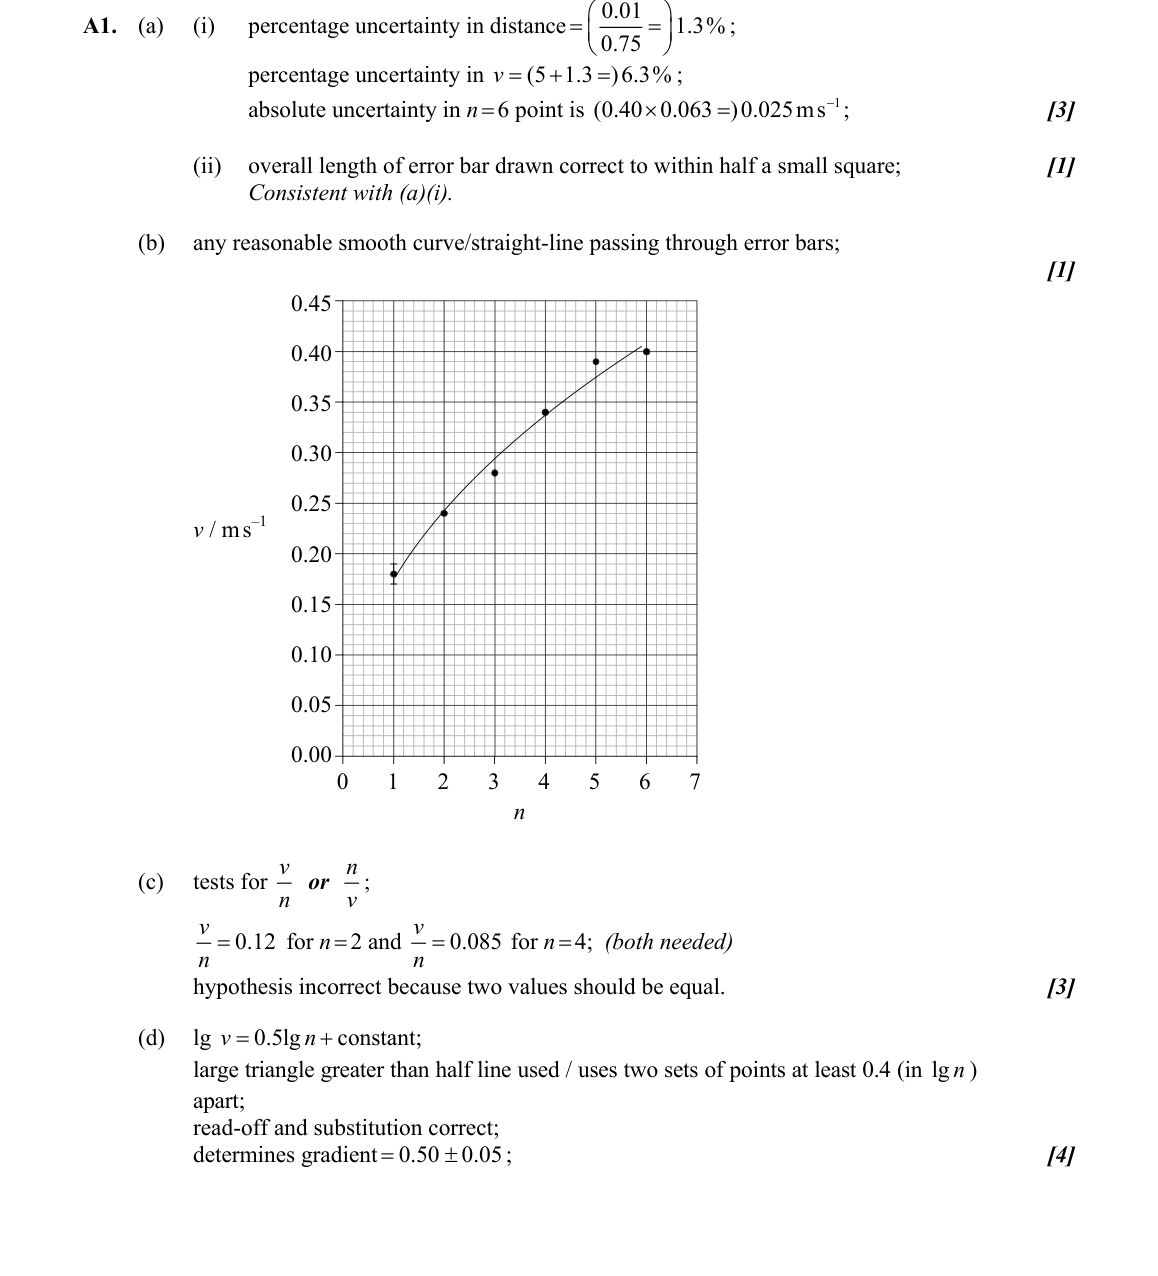 A1. (a) (i) percentage uncertainty in distance = (0.01/0.75 =) 1.3%;
percentage uncertainty in v = (5+1.3 =) 6.3%;
absolute uncertainty in n = 6 point is (0.40×0.063 =) 0.025 m s⁻¹; [3]
(ii) overall length of error bar drawn correct to within half a small square; [1]
Consistent with (a)(i).
(b) any reasonable smooth curve/straight-line passing through error bars;
[1]
0.45
0.40
0.35
0.30
0.25
v / m s⁻¹
0.20
0.15
0.10
0.05
0.00
0 1 2 3 4 5 6 7
n
(c) tests for v/n or n/v;
v/n = 0.12 for n = 2 and v/n = 0.085 for n = 4; (both needed)
hypothesis incorrect because two values should be equal. [3]
(d) lg v = 0.5lg n + constant;
large triangle greater than half line used / uses two sets of points at least 0.4 (in lg n)
apart;
read-off and substitution correct;
determines gradient = 0.50 ± 0.05; [4]